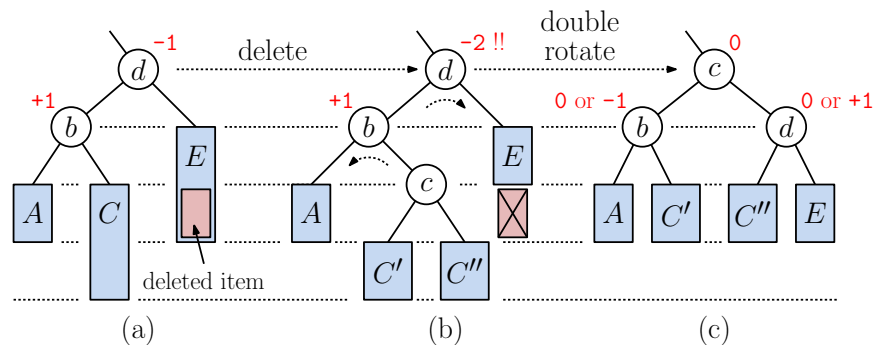 double
-1
delete
-2 !!
rotate
0
d
d
c
+1
+1
0 or -1
0 or +1
b
b
b
d
E
E
c
A
C
A
A
C′
C″
E
C′
C″
deleted item
(a)
(b)
(c)